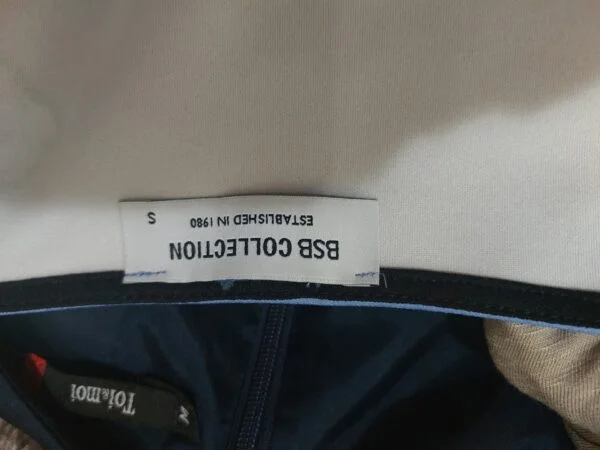 BSB COLLECTION
ESTABLISHED IN 1980
S
Toi&moi